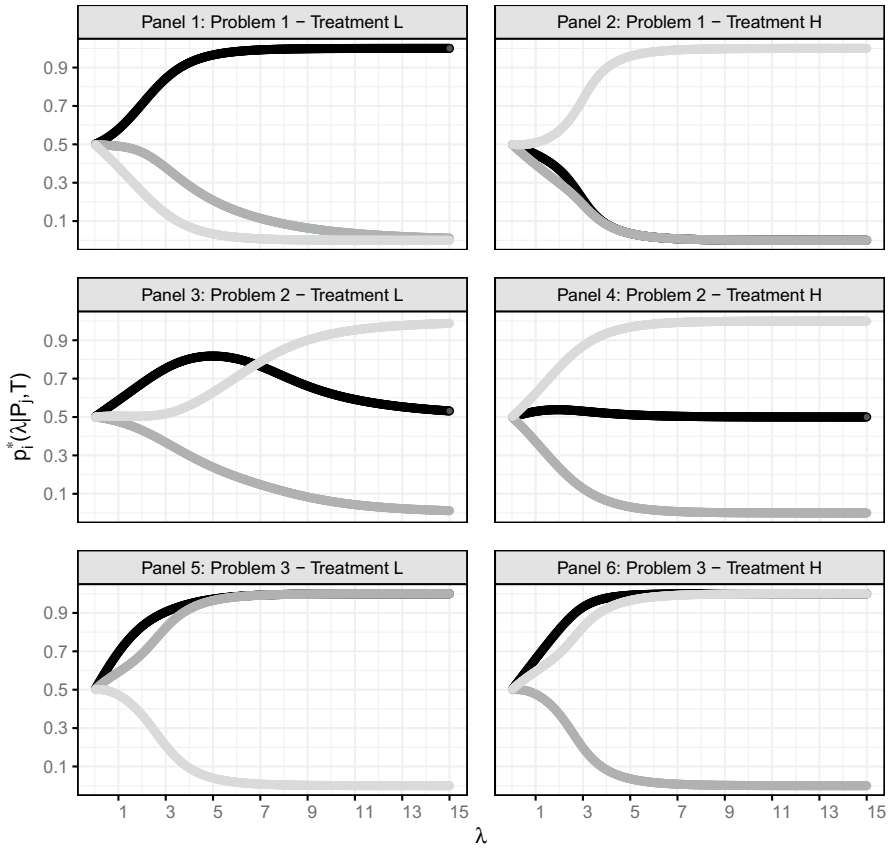 Panel 1: Problem 1 − Treatment L
Panel 2: Problem 1 − Treatment H
0.9
0.7
0.5
0.3
0.1
Panel 3: Problem 2 − Treatment L
Panel 4: Problem 2 − Treatment H
0.9
0.7
0.5
0.3
0.1
p*i(λ|Pj,T)
Panel 5: Problem 3 − Treatment L
Panel 6: Problem 3 − Treatment H
0.9
0.7
0.5
0.3
0.1
1 3 5 7 9 11 13 15
1 3 5 7 9 11 13 15
λ